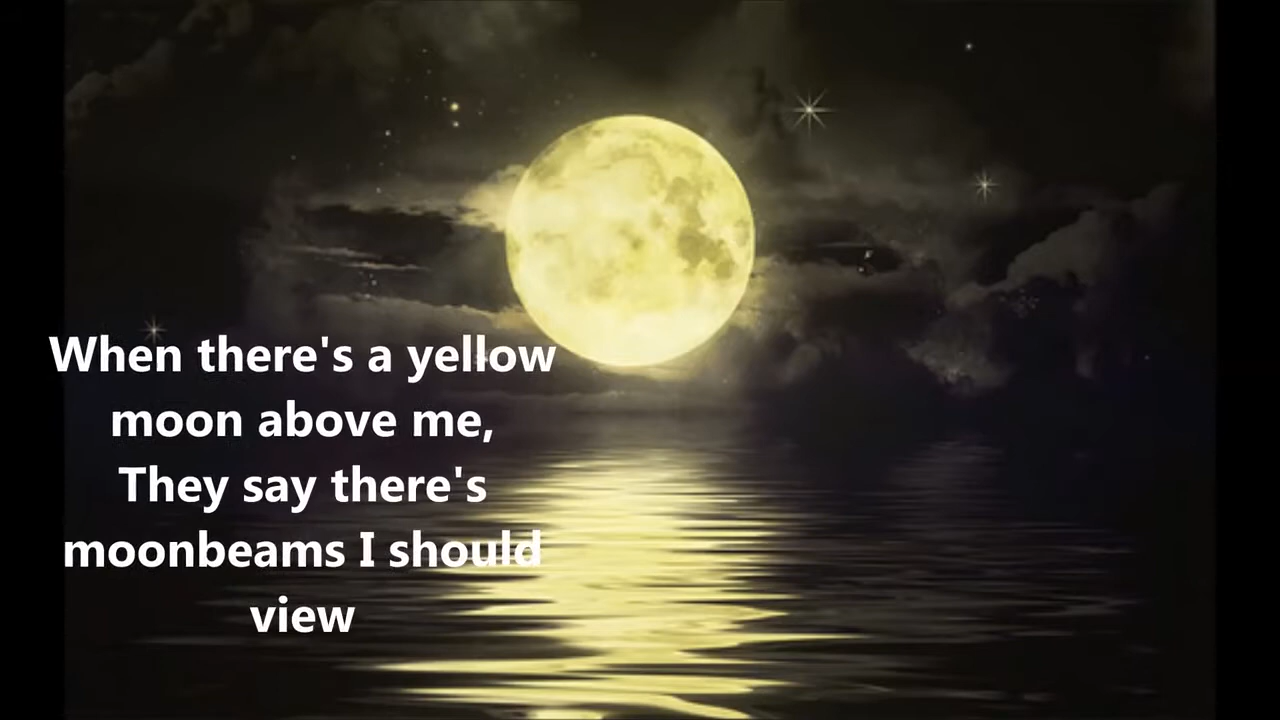 When there's a yellow
moon above me,
They say there's
moonbeams I should
view